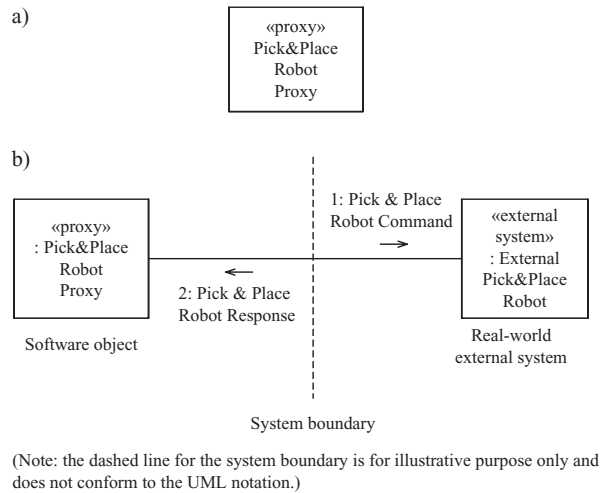 a)
«proxy»
Pick&Place
Robot
Proxy
b)
1: Pick & Place
Robot Command
«proxy»
: Pick&Place
Robot
Proxy
«external
system»
: External
Pick&Place
Robot
2: Pick & Place
Robot Response
Software object
Real-world
external system
System boundary
(Note: the dashed line for the system boundary is for illustrative purpose only and
does not conform to the UML notation.)